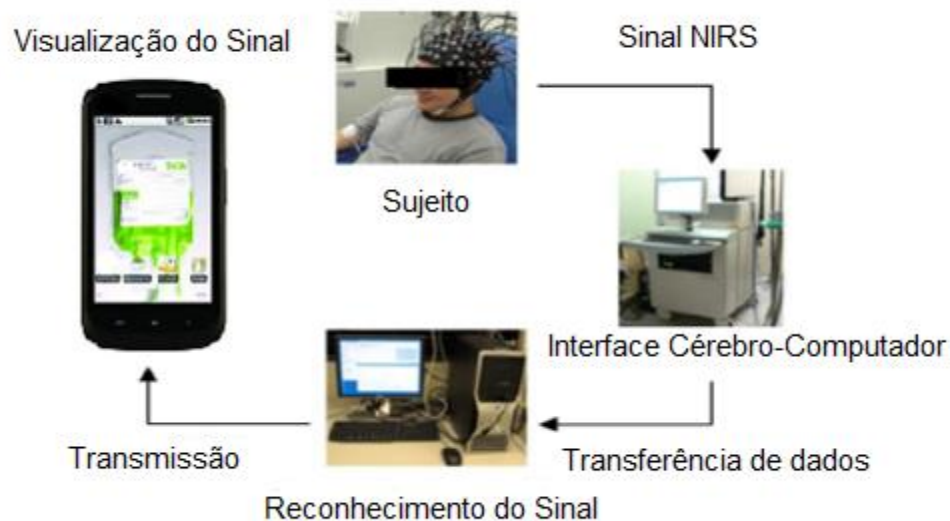 Visualização do Sinal
Sinal NIRS
Sujeito
Interface Cérebro-Computador
Transmissão
Transferência de dados
Reconhecimento do Sinal